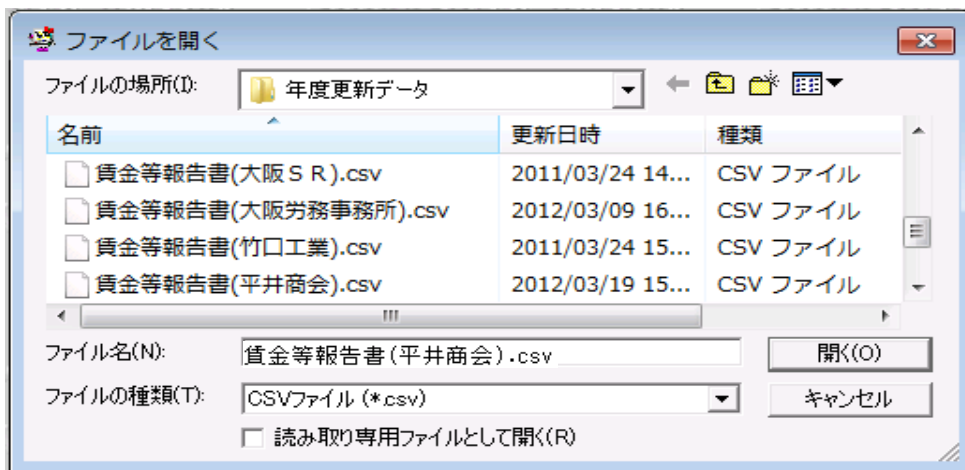 ファイルを開く
ファイルの場所(I): 年度更新データ
名前 更新日時 種類
賃金等報告書(大阪ＳＲ).csv 2011/03/24 14... CSV ファイル
賃金等報告書(大阪労務事務所).csv 2012/03/09 16... CSV ファイル
賃金等報告書(竹口工業).csv 2011/03/24 15... CSV ファイル
賃金等報告書(平井商会).csv 2012/03/19 15... CSV ファイル
ファイル名(N): 賃金等報告書(平井商会).csv 開く(O)
ファイルの種類(T): CSVファイル (*.csv) キャンセル
読み取り専用ファイルとして開く(R)